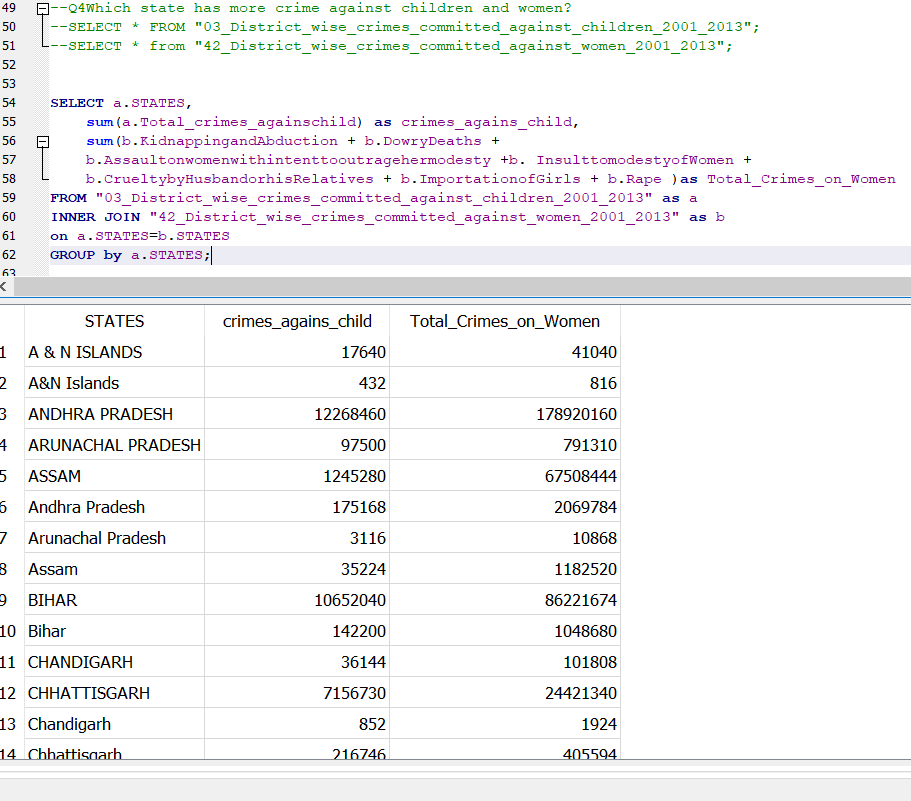 49 --Q4Which state has more crime against children and women?
50 --SELECT * FROM "03_District_wise_crimes_committed_against_children_2001_2013";
51 --SELECT * from "42_District_wise_crimes_committed_against_women_2001_2013";
52
53
54 SELECT a.STATES,
55 sum(a.Total_crimes_againschild) as crimes_agains_child,
56 sum(b.KidnappingandAbduction + b.DowryDeaths +
57 b.Assaultonwomenwithintenttooutragehermodesty +b. InsulttomodestyofWomen +
58 b.CrueltybyHusbandorhisRelatives + b.ImportationofGirls + b.Rape )as Total_Crimes_on_Women
59 FROM "03_District_wise_crimes_committed_against_children_2001_2013" as a
60 INNER JOIN "42_District_wise_crimes_committed_against_women_2001_2013" as b
61 on a.STATES=b.STATES
62 GROUP by a.STATES;
63
STATES crimes_agains_child Total_Crimes_on_Women
1 A & N ISLANDS 17640 41040
2 A&N Islands 432 816
3 ANDHRA PRADESH 12268460 178920160
4 ARUNACHAL PRADESH 97500 791310
5 ASSAM 1245280 67508444
6 Andhra Pradesh 175168 2069784
7 Arunachal Pradesh 3116 10868
8 Assam 35224 1182520
9 BIHAR 10652040 86221674
10 Bihar 142200 1048680
11 CHANDIGARH 36144 101808
12 CHHATTISGARH 7156730 24421340
13 Chandigarh 852 1924
14 Chhattisgarh 216746 405594